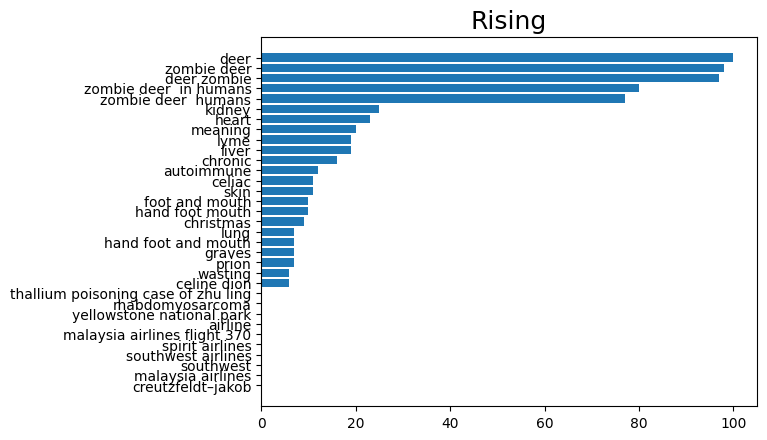 Rising
deer
zombie deer
deer zombie
zombie deer  in humans
zombie deer  humans
kidney
heart
meaning
lyme
liver
chronic
autoimmune
celiac
skin
foot and mouth
hand foot mouth
christmas
lung
hand foot and mouth
graves
prion
wasting
celine dion
thallium poisoning case of zhu ling
rhabdomyosarcoma
yellowstone national park
airline
malaysia airlines flight 370
spirit airlines
southwest airlines
southwest
malaysia airlines
creutzfeldt–jakob
0 20 40 60 80 100